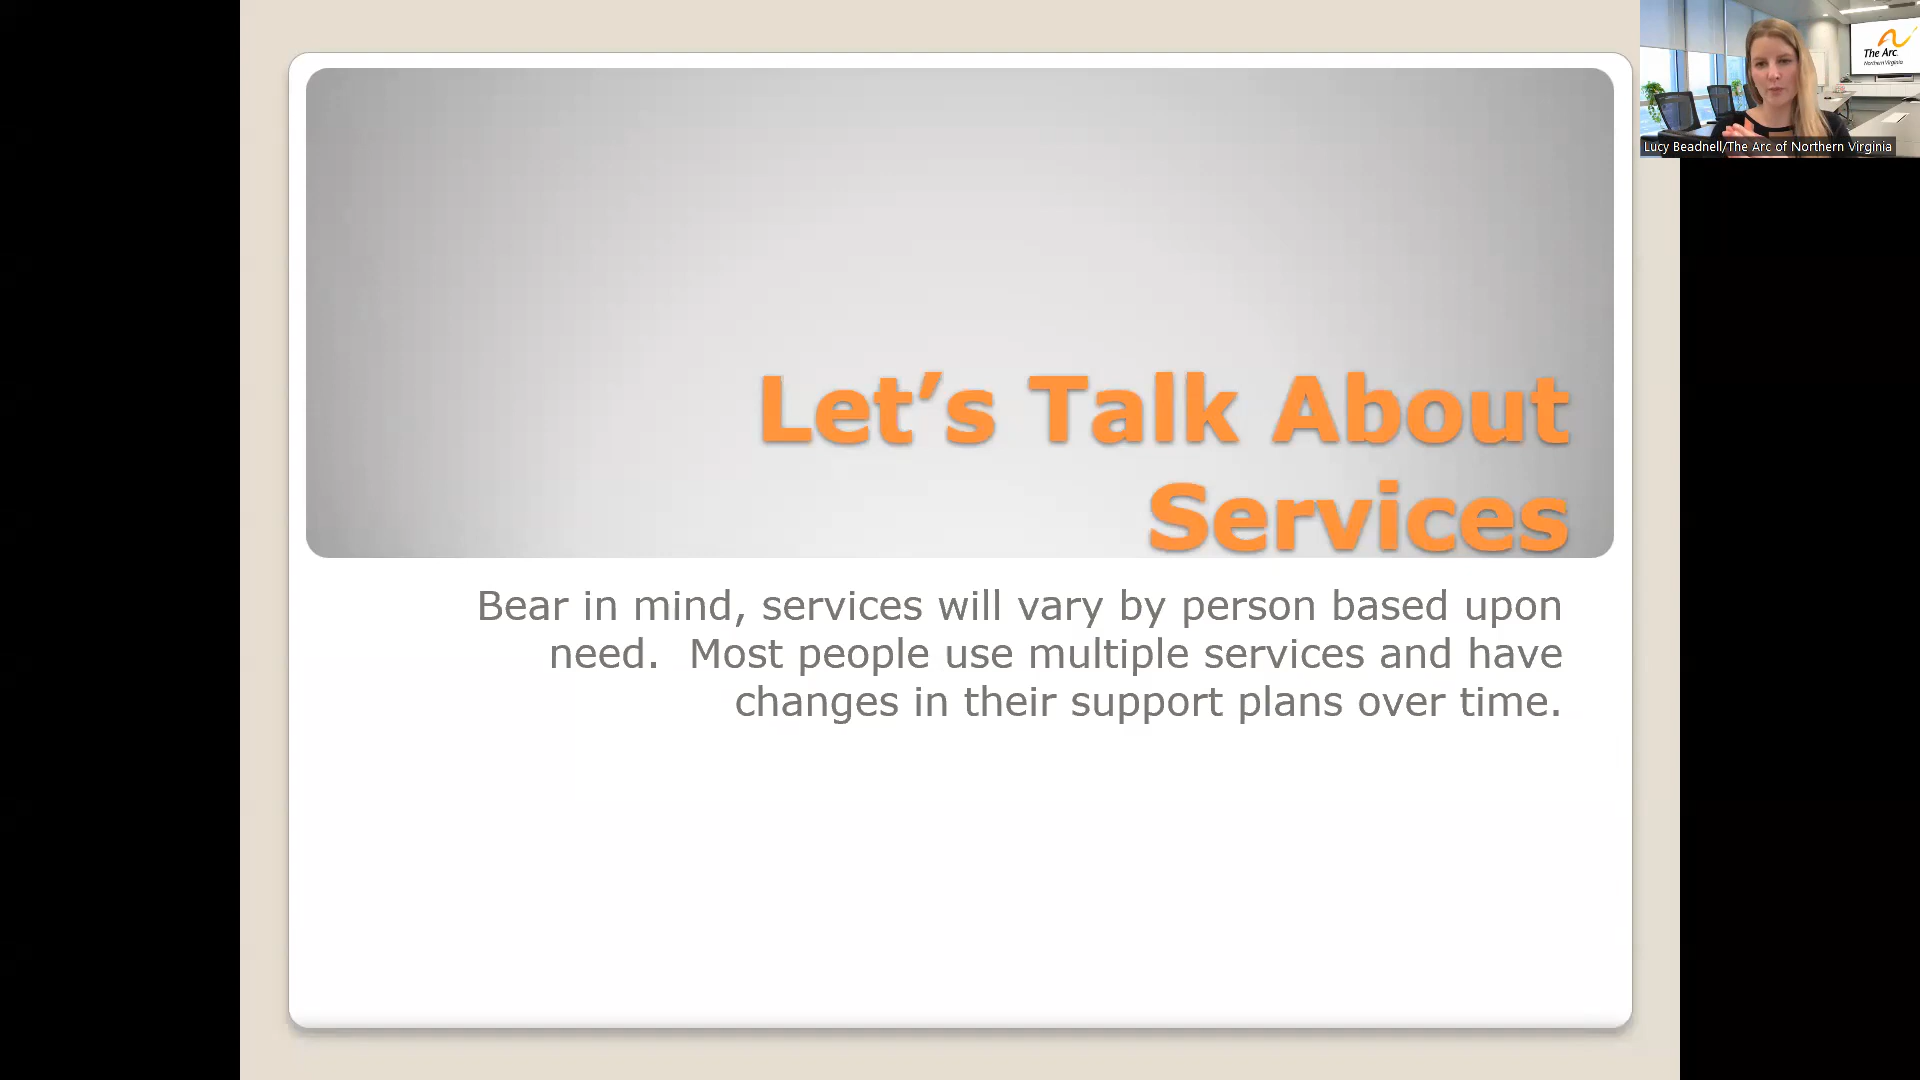 The Arc.
Northern Virginia
Lucy Beadnell/The Arc of Northern Virginia
Let’s Talk About
Services
Bear in mind, services will vary by person based upon
need.  Most people use multiple services and have
changes in their support plans over time.